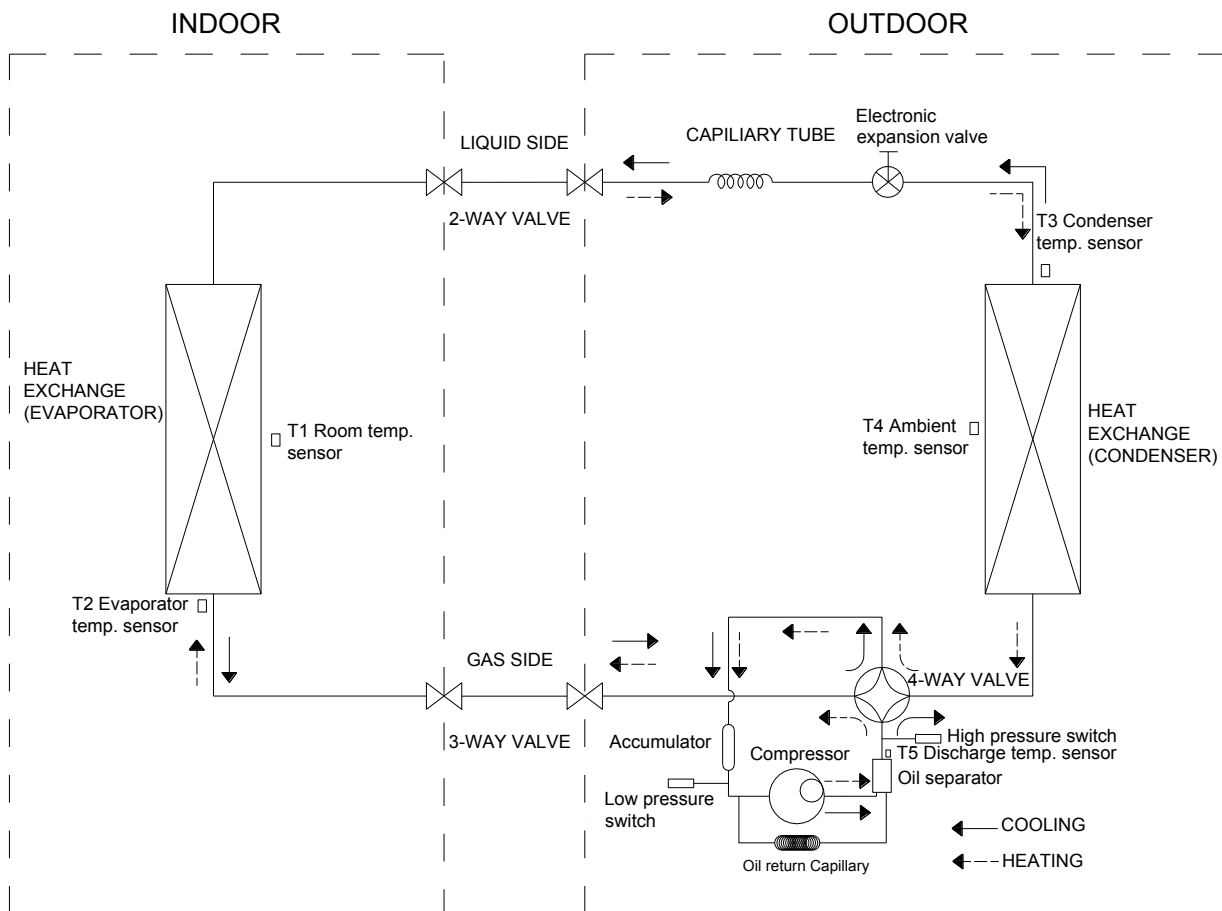 INDOOR
OUTDOOR
LIQUID SIDE
CAPILIARY TUBE
Electronic
expansion valve
2-WAY VALVE
T3 Condenser
temp. sensor
HEAT
EXCHANGE
(EVAPORATOR)
T1 Room temp.
sensor
T4 Ambient
temp. sensor
HEAT
EXCHANGE
(CONDENSER)
T2 Evaporator
temp. sensor
GAS SIDE
4-WAY VALVE
3-WAY VALVE
Accumulator
Compressor
High pressure switch
T5 Discharge temp. sensor
Oil separator
Low pressure
switch
Oil return Capillary
COOLING
HEATING